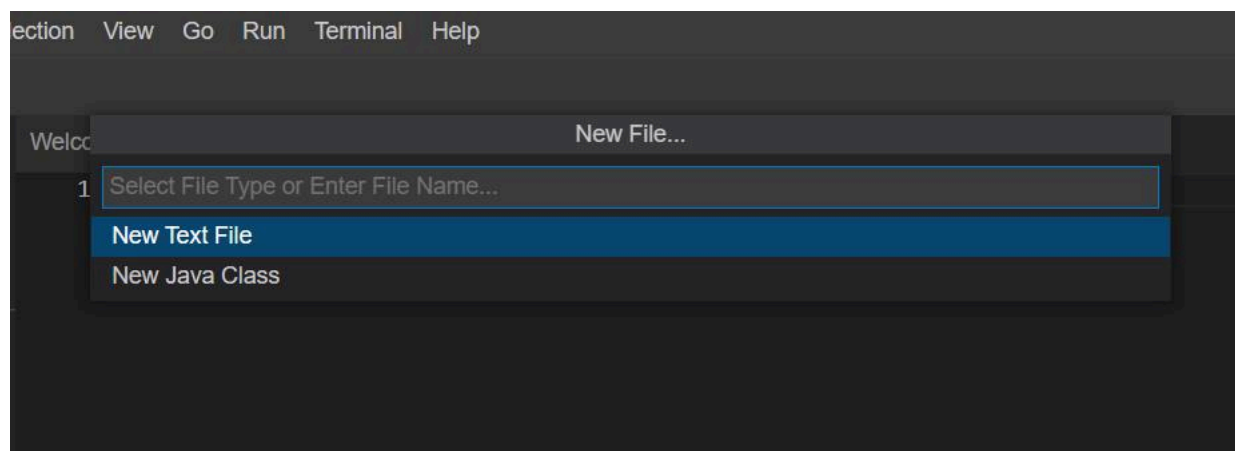 ection View Go Run Terminal Help
New File...
Welcc
1 Select File Type or Enter File Name...
New Text File
New Java Class